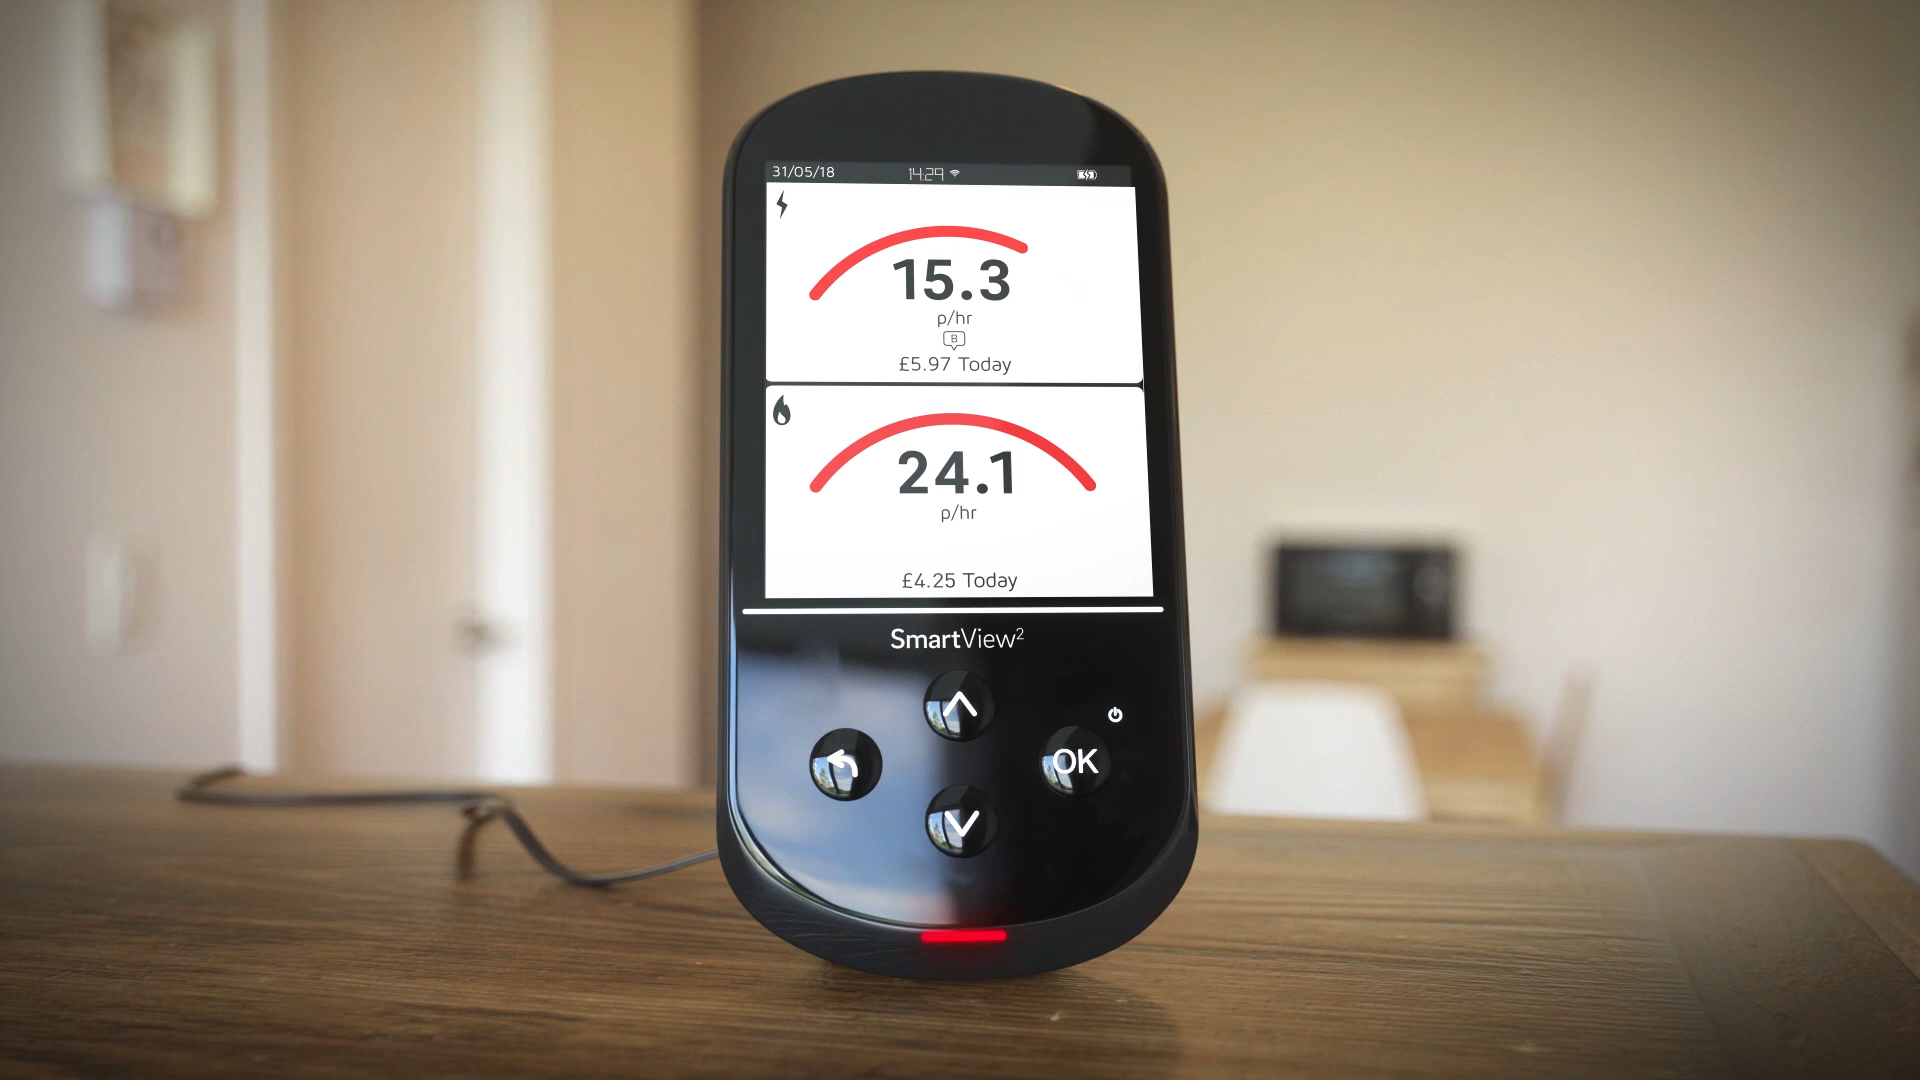 31/05/18 14:29
15.3
p/hr
B
£5.97 Today
24.1
p/hr
£4.25 Today
SmartView²
OK